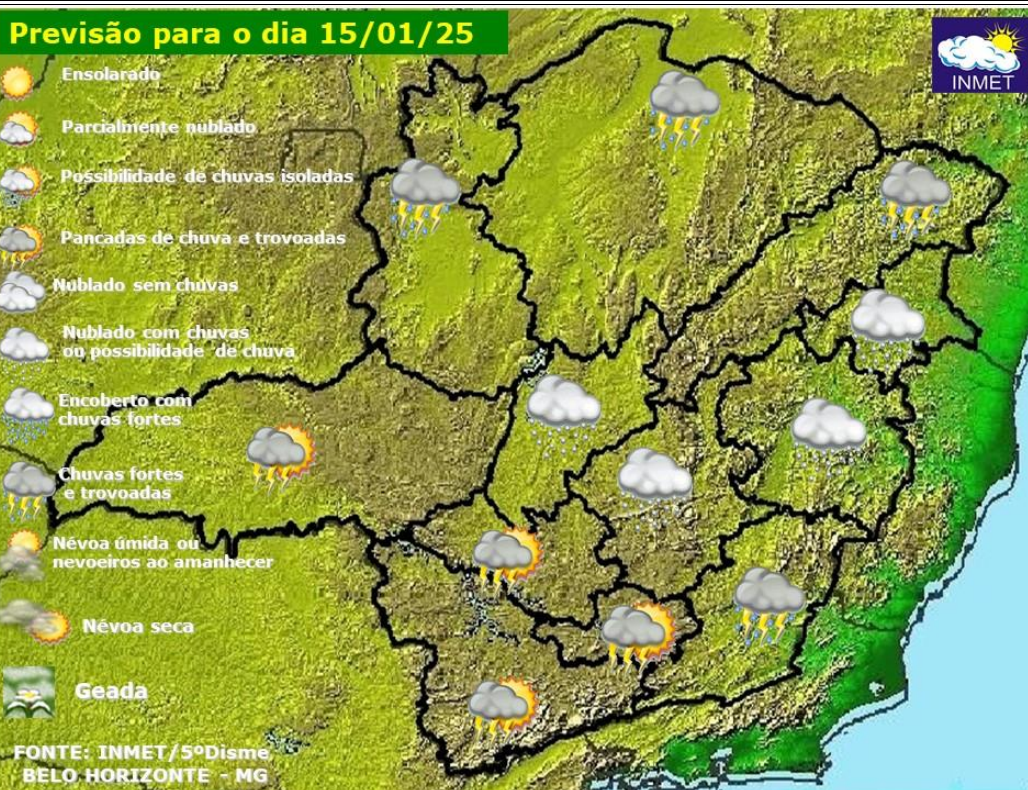 Previsão para o dia 15/01/25
INMET
Ensolarado
Parcialmente nublado
Possibilidade de chuvas isoladas
Pancadas de chuva e trovoadas
Nublado sem chuvas
Nublado com chuvas
ou possibilidade de chuva
Encoberto com
chuvas fortes
Chuvas fortes
e trovoadas
Névoa úmida ou
nevoeiros ao amanhecer
Névoa seca
Geada
FONTE: INMET/5ºDisme
BELO HORIZONTE - MG